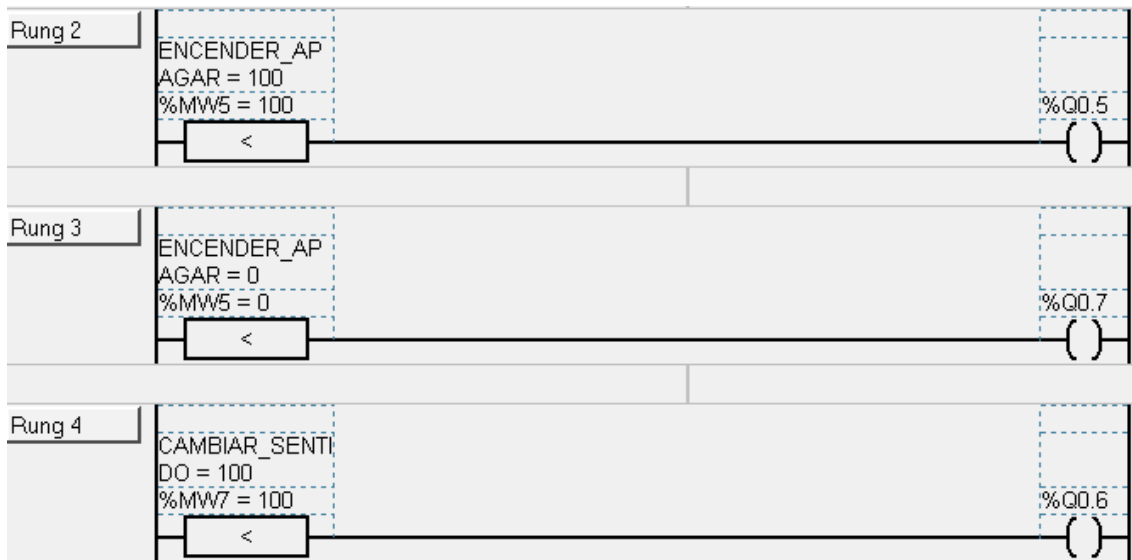 Rung 2
ENCENDER_AP
AGAR = 100
%MW5 = 100
%Q0.5
<
Rung 3
ENCENDER_AP
AGAR = 0
%MW5 = 0
%Q0.7
<
Rung 4
CAMBIAR_SENTI
DO = 100
%MW7 = 100
%Q0.6
<